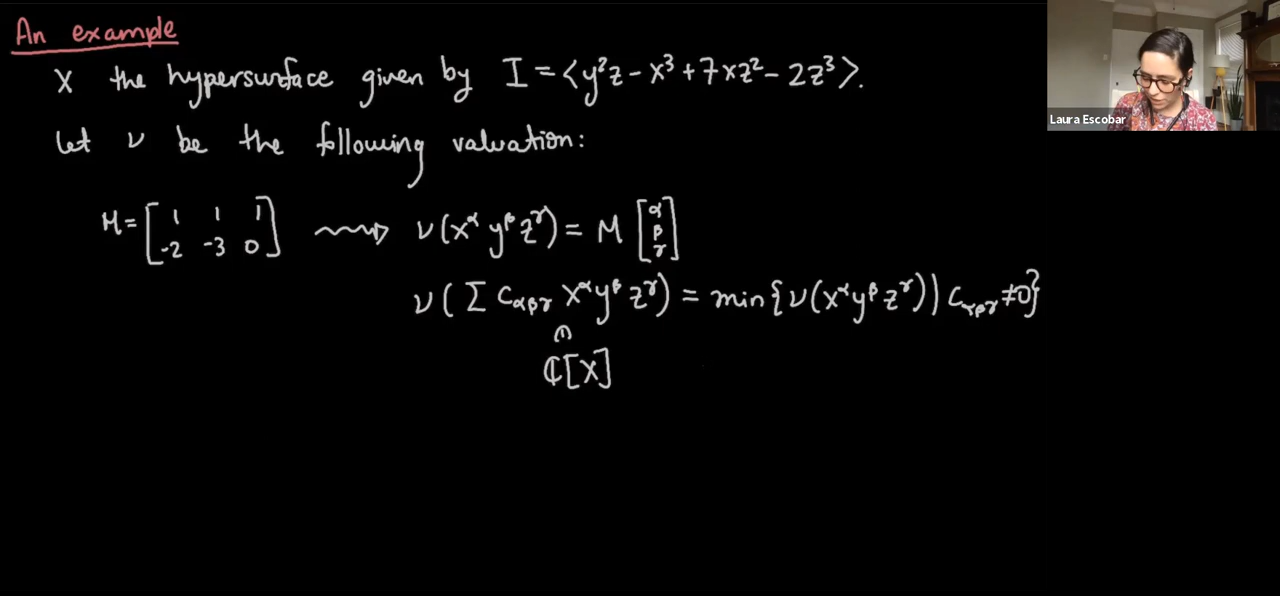 An example
X the hypersurface given by I = ⟨y²z - x³ + 7xz² - 2z³⟩.
Let ν be the following valuation:
M = [1 1 1; -2 -3 0] ⟿ ν(x^α y^β z^γ) = M [α β γ]
ν(Σ c_αβγ x^α y^β z^γ) = min{ν(x^α y^β z^γ) | c_αβγ ≠ 0}
∩
ℂ[X]
Laura Escobar